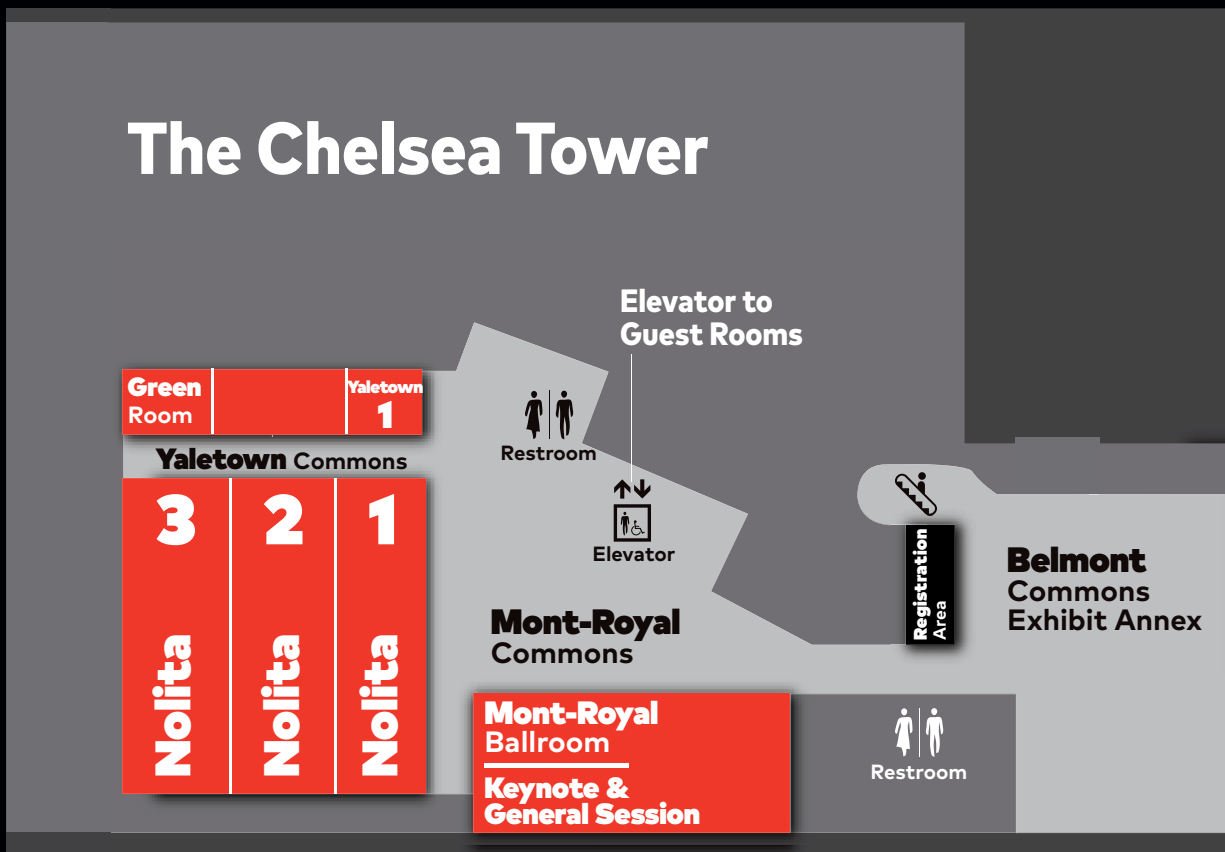 The Chelsea Tower
Elevator to
Guest Rooms
Green
Room
Yaletown
1
Restroom
Yaletown Commons
3
2
1
Nolita
Nolita
Nolita
Elevator
Mont-Royal
Commons
Registration
Area
Belmont
Commons
Exhibit Annex
Mont-Royal
Ballroom
Keynote &
General Session
Restroom